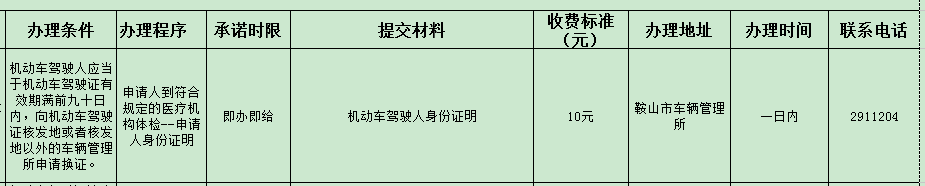 办理条件
办理程序
承诺时限
提交材料
收费标准
（元）
办理地址
办理时间
联系电话
机动车驾驶人应当
于机动车驾驶证有
效期满前九十日
内，向机动车驾驶
证核发地或者核发
地以外的车辆管理
所申请换证。
申请人到符合
规定的医疗机
构体检--申请
人身份证明
即办即给
机动车驾驶人身份证明
10元
鞍山市车辆管理
所
一日内
2911204